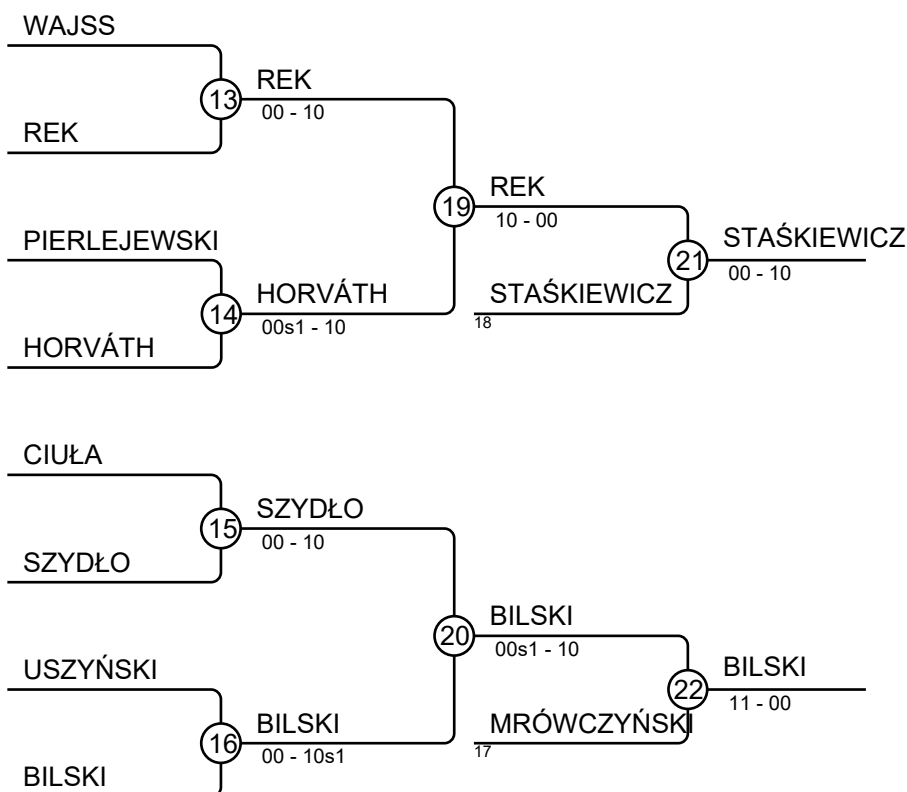 WAJSS
REK
13
REK
00 - 10
PIERLEJEWSKI
HORVÁTH
14
HORVÁTH
00s1 - 10
19
REK
10 - 00
STAŚKIEWICZ
18
21
STAŚKIEWICZ
00 - 10
CIUŁA
SZYDŁO
15
SZYDŁO
00 - 10
USZYŃSKI
BILSKI
16
BILSKI
00 - 10s1
20
BILSKI
00s1 - 10
MRÓWCZYŃSKI
17
22
BILSKI
11 - 00